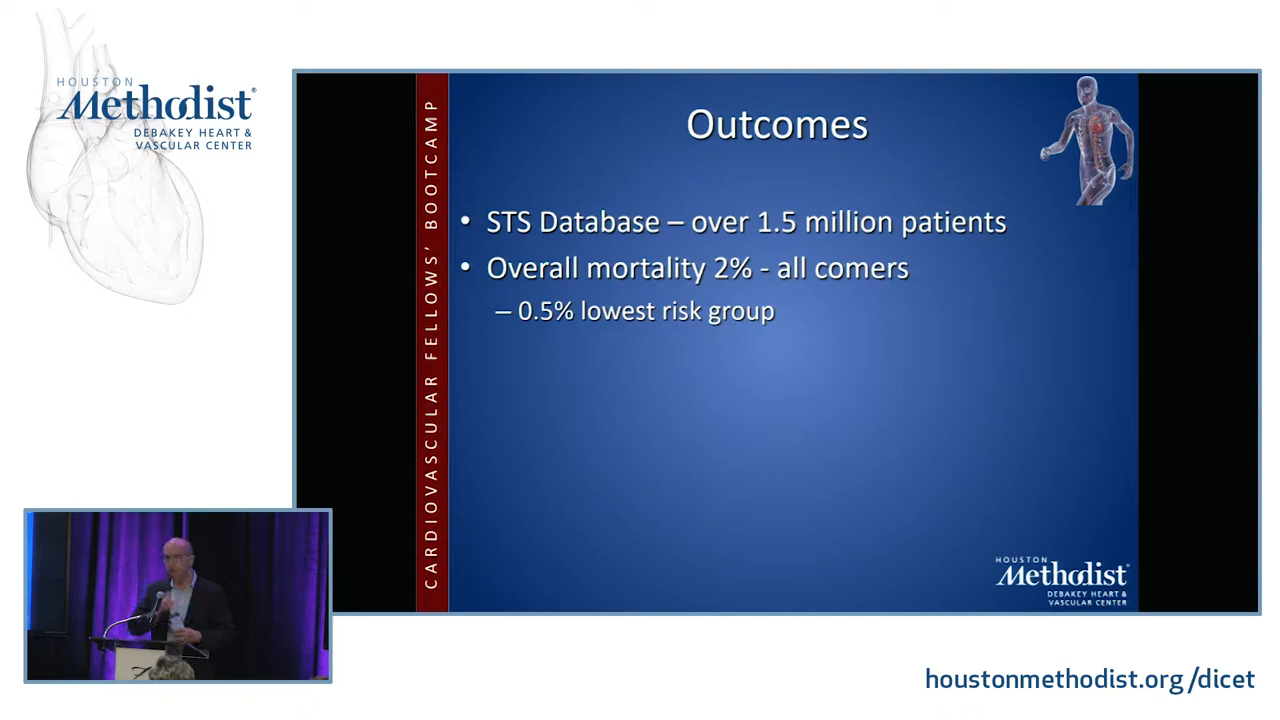 HOUSTON
Methodist®
DEBAKEY HEART &
VASCULAR CENTER
CARDIOVASCULAR FELLOWS' BOOTCAMP
Outcomes
• STS Database – over 1.5 million patients
• Overall mortality 2% - all comers
– 0.5% lowest risk group
HOUSTON
Methodist®
DEBAKEY HEART &
VASCULAR CENTER
houstonmethodist.org/dicet